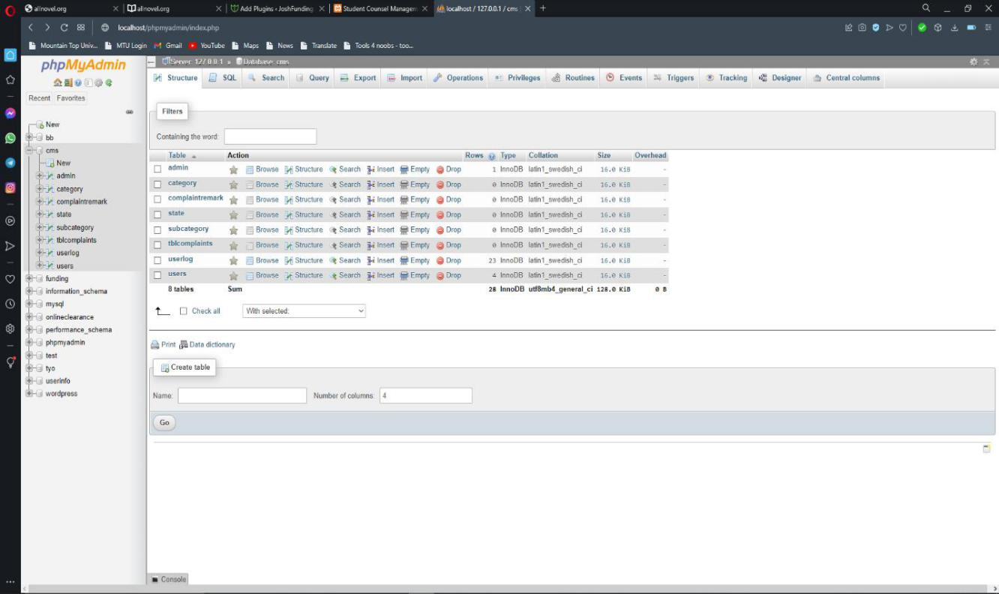 allnovel.org allnovel.org Add Plugins ‹ JoshFunding Student Counsel Managem localhost / 127.0.0.1 / cms
localhost/phpmyadmin/index.php
Mountain Top Univ... MTU Login Gmail YouTube Maps News Translate Tools 4 noobs - too...
phpMyAdmin
Recent Favorites
New
bb
cms
New
admin
category
complaintremark
state
subcategory
tblcomplaints
userlog
users
funding
information_schema
mysql
onlineclearance
performance_schema
phpmyadmin
test
tyo
userinfo
wordpress
Server: 127.0.0.1 » Database: cms
Structure SQL Search Query Export Import Operations Privileges Routines Events Triggers Tracking Designer Central columns
Filters
Containing the word:
Table Action Rows Type Collation Size Overhead
admin Browse Structure Search Insert Empty Drop 1 InnoDB latin1_swedish_ci 16.0 KiB -
category Browse Structure Search Insert Empty Drop 0 InnoDB latin1_swedish_ci 16.0 KiB -
complaintremark Browse Structure Search Insert Empty Drop 0 InnoDB latin1_swedish_ci 16.0 KiB -
state Browse Structure Search Insert Empty Drop 0 InnoDB latin1_swedish_ci 16.0 KiB -
subcategory Browse Structure Search Insert Empty Drop 0 InnoDB latin1_swedish_ci 16.0 KiB -
tblcomplaints Browse Structure Search Insert Empty Drop 0 InnoDB latin1_swedish_ci 16.0 KiB -
userlog Browse Structure Search Insert Empty Drop 23 InnoDB latin1_swedish_ci 16.0 KiB -
users Browse Structure Search Insert Empty Drop 4 InnoDB latin1_swedish_ci 16.0 KiB -
8 tables Sum 28 InnoDB utf8mb4_general_ci 128.0 KiB 0 B
Check all With selected:
Print Data dictionary
Create table
Name: Number of columns: 4
Go
Console